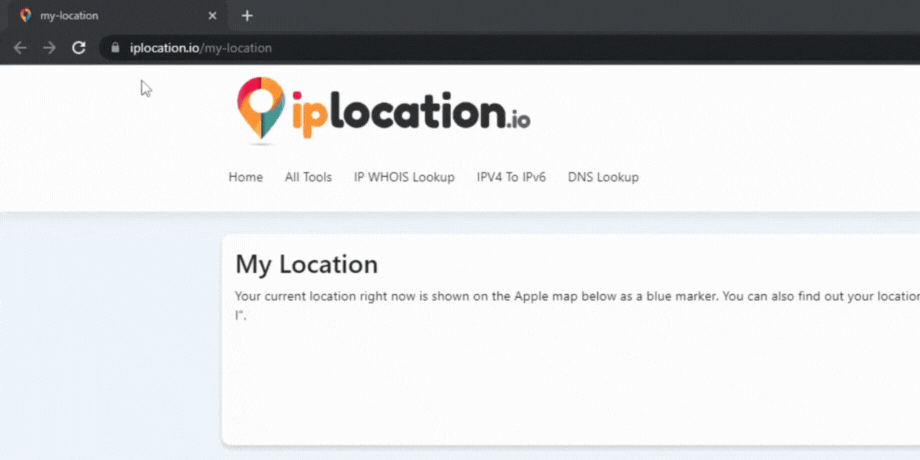 my-location
iplocation.io/my-location
iplocation.io
Home All Tools IP WHOIS Lookup IPV4 To IPv6 DNS Lookup
My Location
Your current location right now is shown on the Apple map below as a blue marker. You can also find out your location
I".